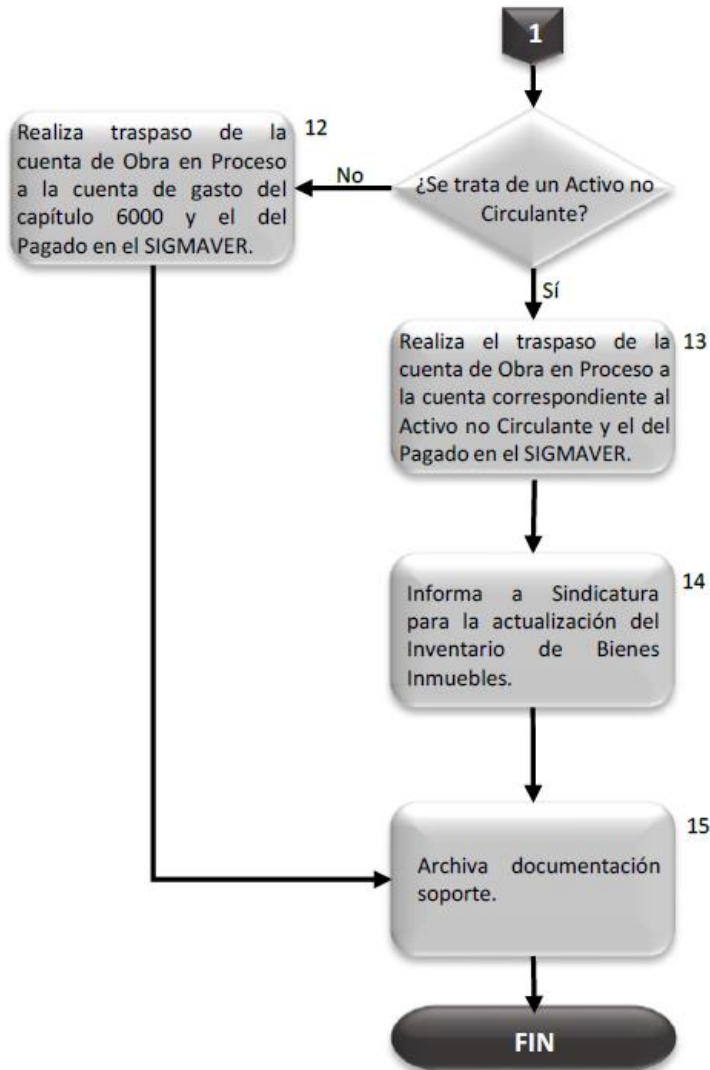 1
¿Se trata de un Activo no
Circulante?
No
Sí
12
Realiza traspaso de la
cuenta de Obra en Proceso
a la cuenta de gasto del
capítulo 6000 y el del
Pagado en el SIGMAVER.
13
Realiza el traspaso de la
cuenta de Obra en Proceso a
la cuenta correspondiente al
Activo no Circulante y el del
Pagado en el SIGMAVER.
14
Informa a Sindicatura
para la actualización del
Inventario de Bienes
Inmuebles.
15
Archiva documentación
soporte.
FIN